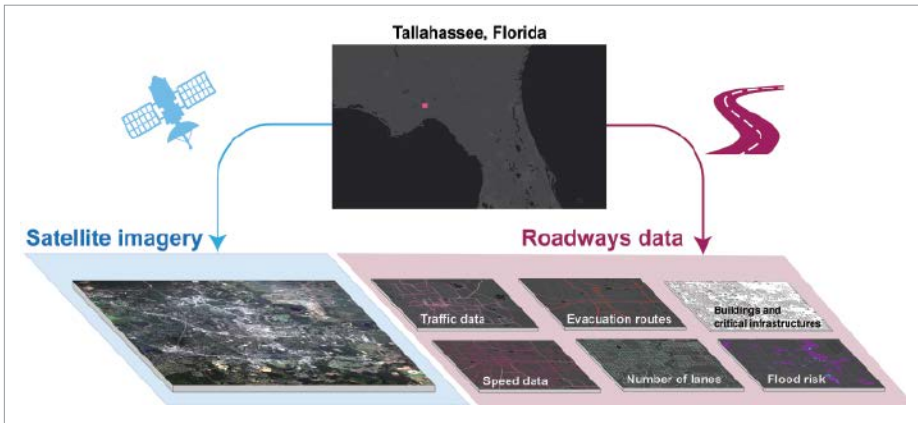 Tallahassee, Florida
Satellite imagery
Roadways data
Traffic data
Evacuation routes
Buildings and
critical infrastructures
Speed data
Number of lanes
Flood risk